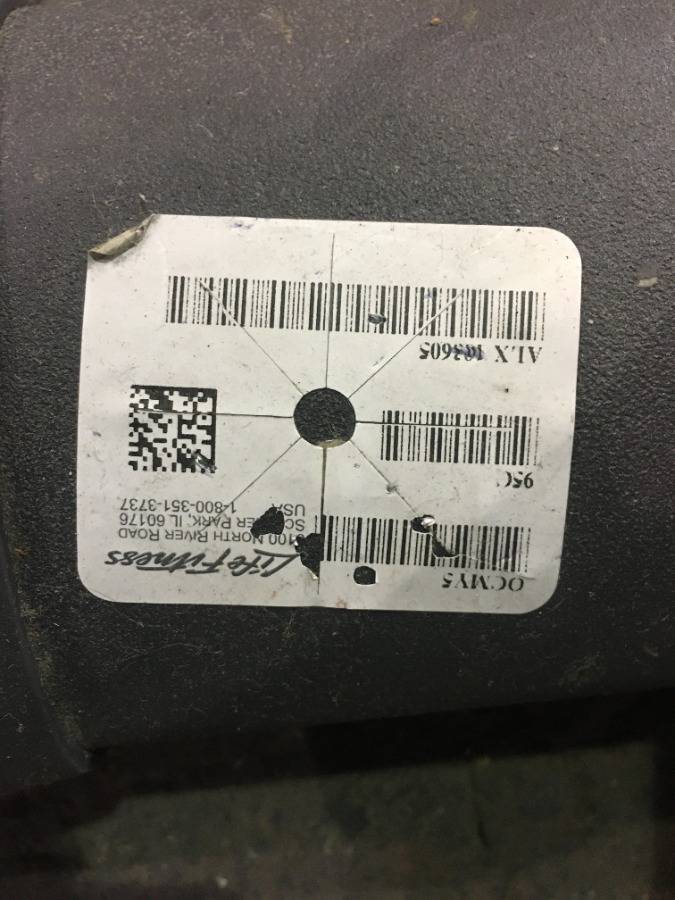 OCMY5
Life Fitness
NORTH RIVER ROAD
PARK, IL 60176
USA 1-800-351-3737
95C
ALX